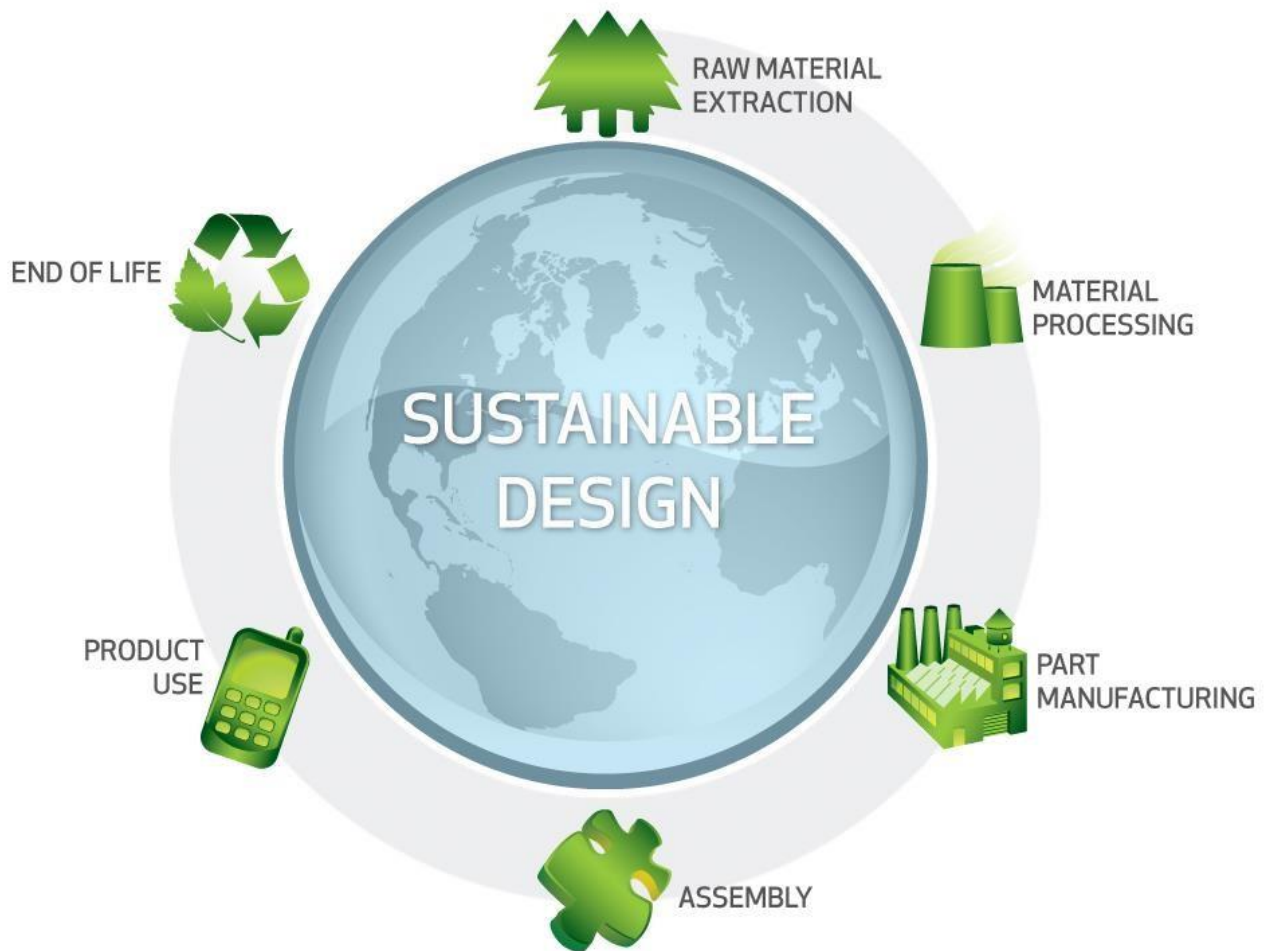 RAW MATERIAL
EXTRACTION
MATERIAL
PROCESSING
PART
MANUFACTURING
ASSEMBLY
PRODUCT
USE
END OF LIFE
SUSTAINABLE
DESIGN